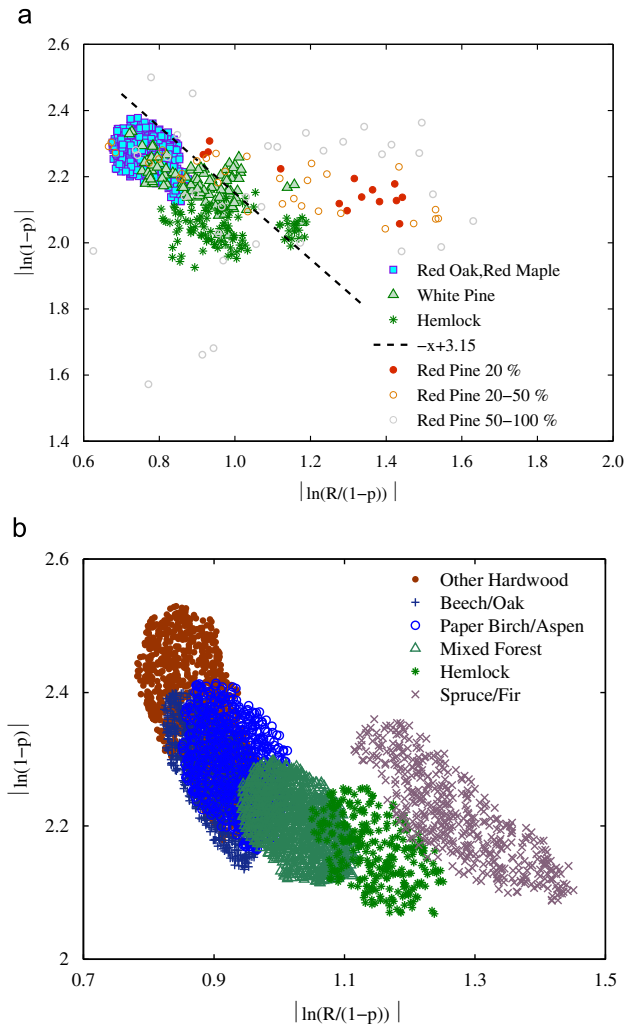 a
2.6
2.4
2.2
2.0
1.8
1.6
1.4
|ln(1−p)|
0.6 0.8 1.0 1.2 1.4 1.6 1.8 2.0
|ln(R/(1−p))|
Red Oak,Red Maple
White Pine
Hemlock
−x+3.15
Red Pine 20 %
Red Pine 20−50 %
Red Pine 50−100 %
b
2.6
2.4
2.2
2
|ln(1−p)|
0.7 0.9 1.1 1.3 1.5
|ln(R/(1−p))|
Other Hardwood
Beech/Oak
Paper Birch/Aspen
Mixed Forest
Hemlock
Spruce/Fir